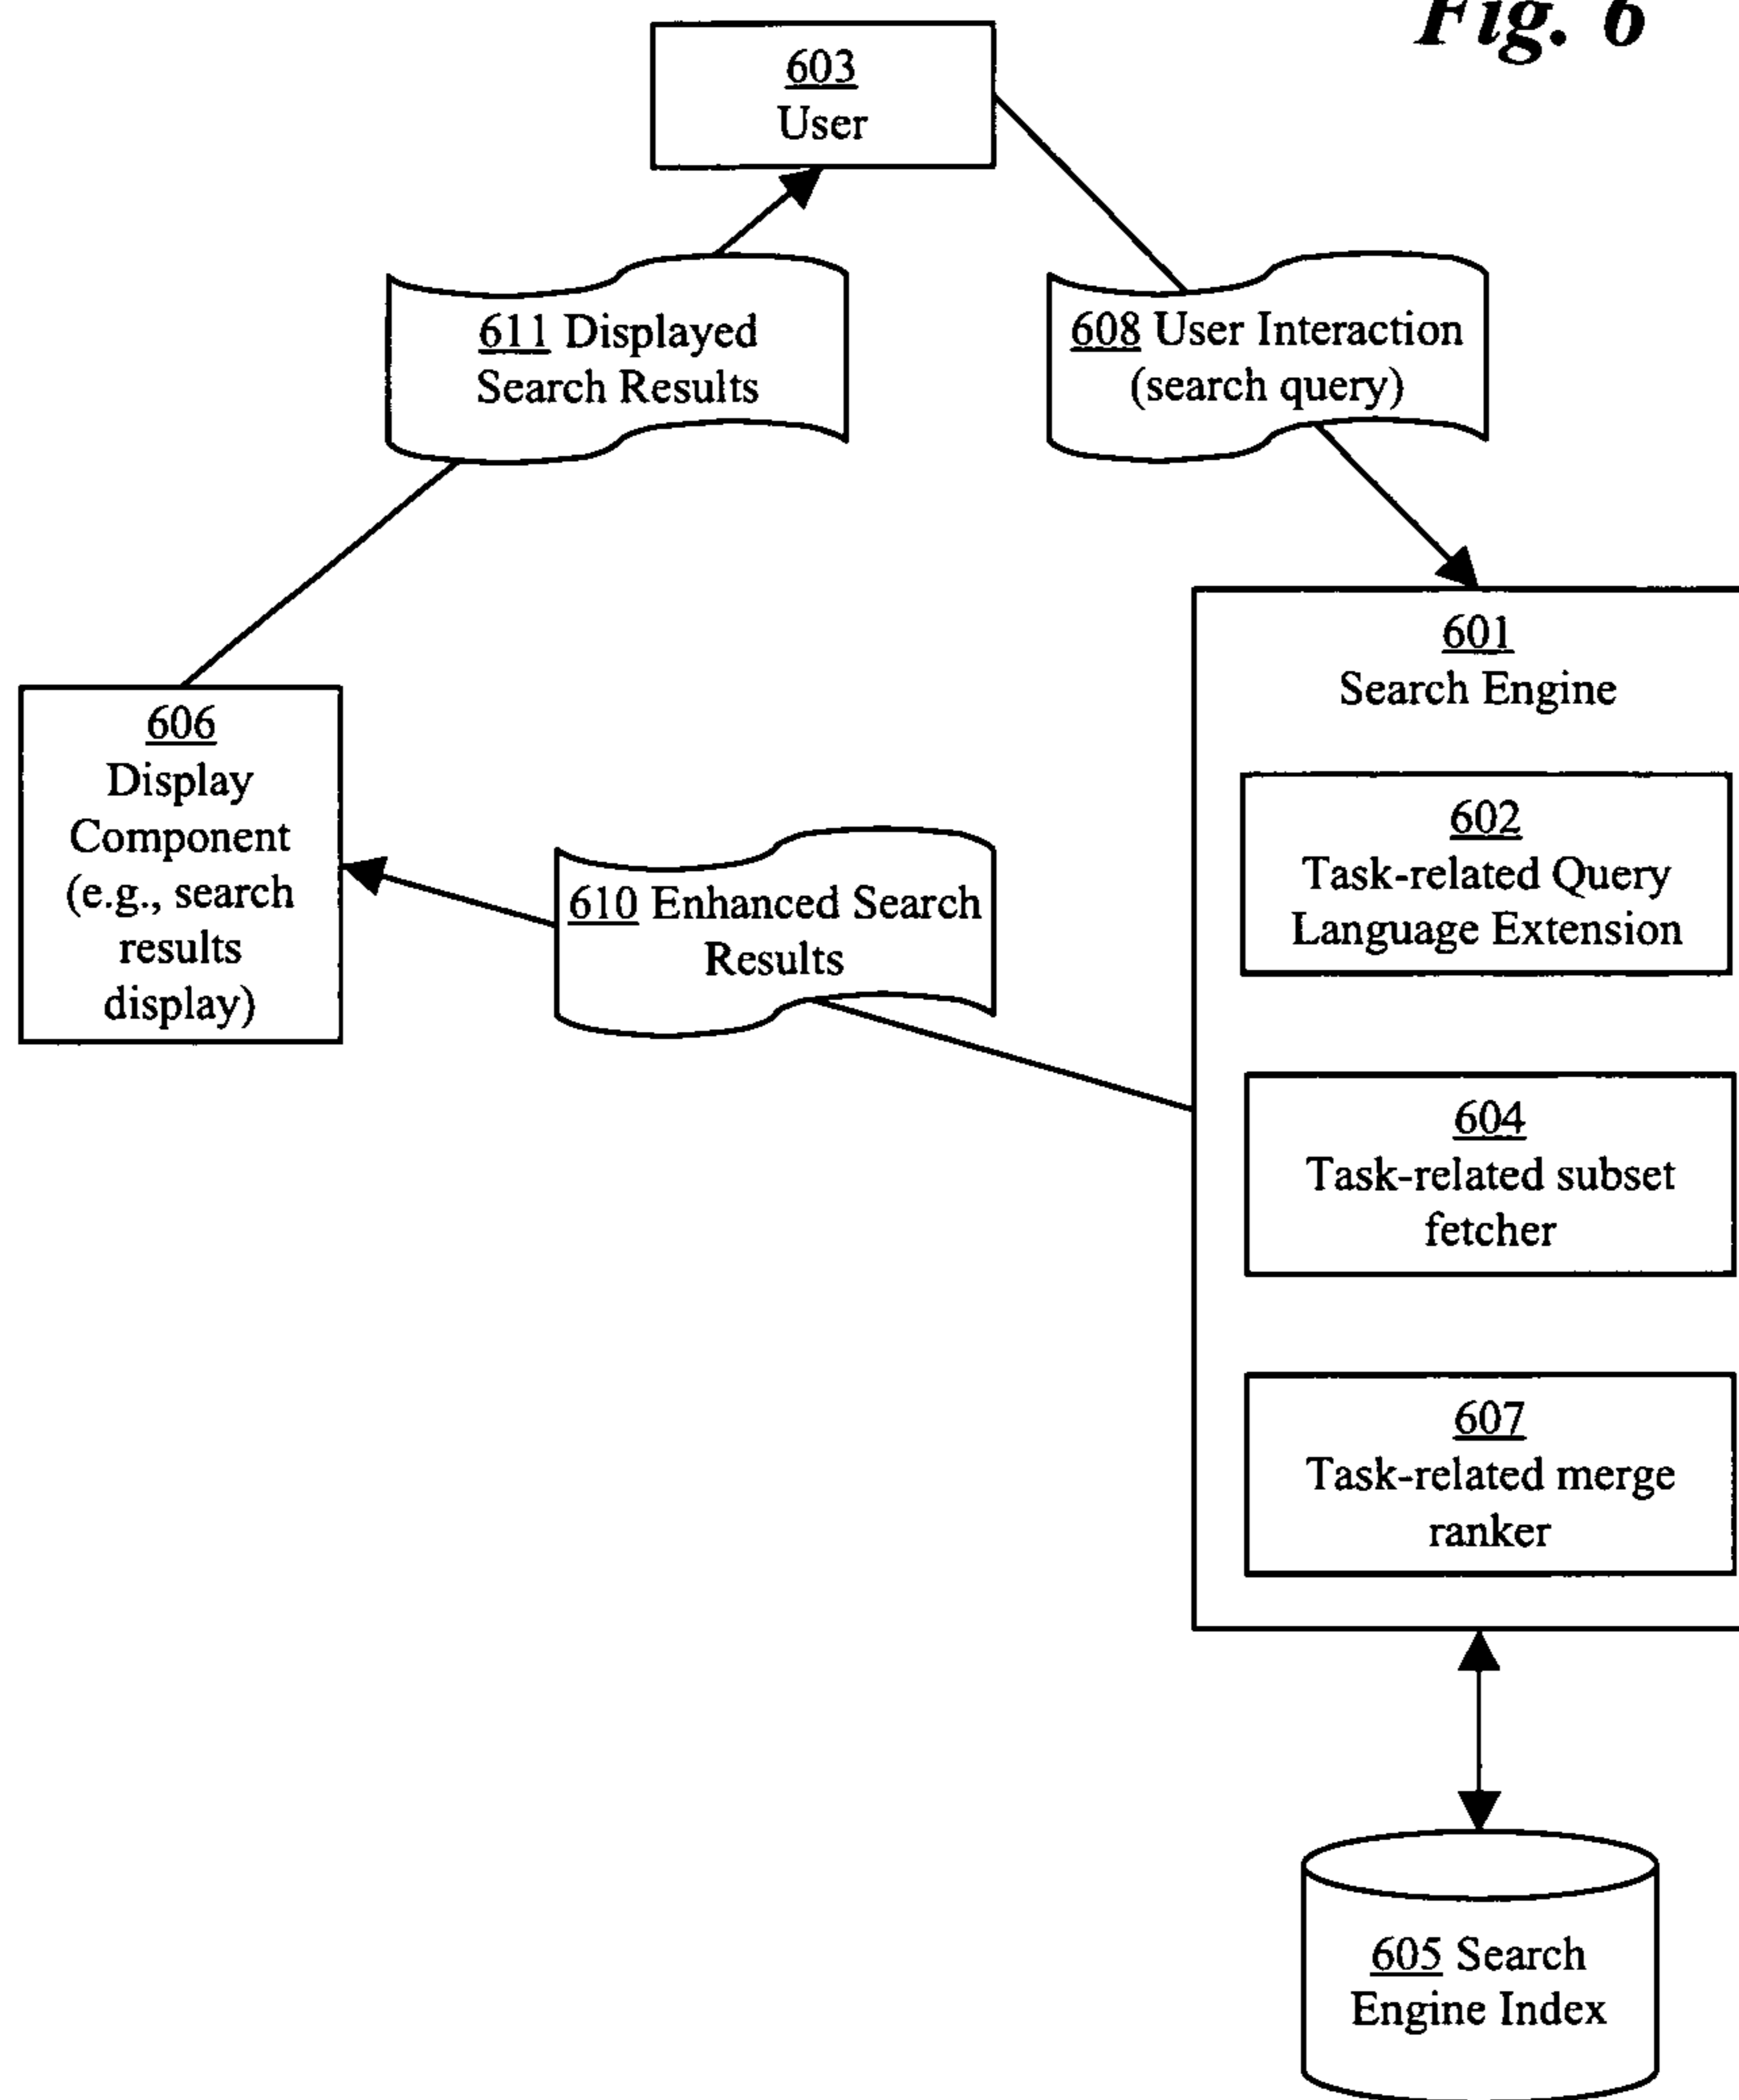 Fig. 6
603
User
611 Displayed
Search Results
608 User Interaction
(search query)
601
Search Engine
606
Display
Component
(e.g., search
results
display)
602
Task-related Query
Language Extension
610 Enhanced Search
Results
604
Task-related subset
fetcher
607
Task-related merge
ranker
605 Search
Engine Index